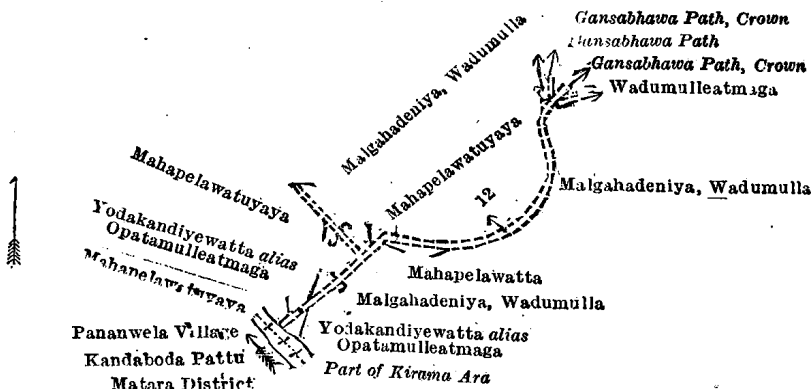 Gansabhawa Path, Crown
Gansabhawa Path
Gansabhawa Path, Crown
Wadumulleatmaga
Malgahadeniya, Wadumulla
Mahapelawatuyaya
Mahapelawatuyaya
12
Malgahadeniya, Wadumulla
Yodakandiyewatta alias
Opatamulleatmaga
Mahapelawatuyaya
Mahapelawatta
Malgahadeniya, Wadumulla
Yodakandiyewatta alias
Opatamulleatmaga
Part of Kirama Ara
Pananwela Village
Kandaboda Pattu
Matara District